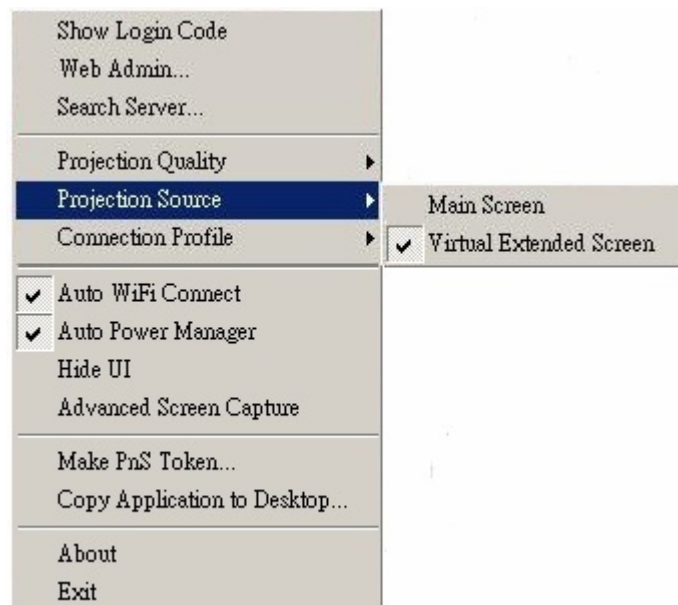 Show Login Code
Web Admin...
Search Server...
Projection Quality
Projection Source
Main Screen
Connection Profile
Virtual Extended Screen
Auto WiFi Connect
Auto Power Manager
Hide UI
Advanced Screen Capture
Make PnS Token...
Copy Application to Desktop...
About
Exit